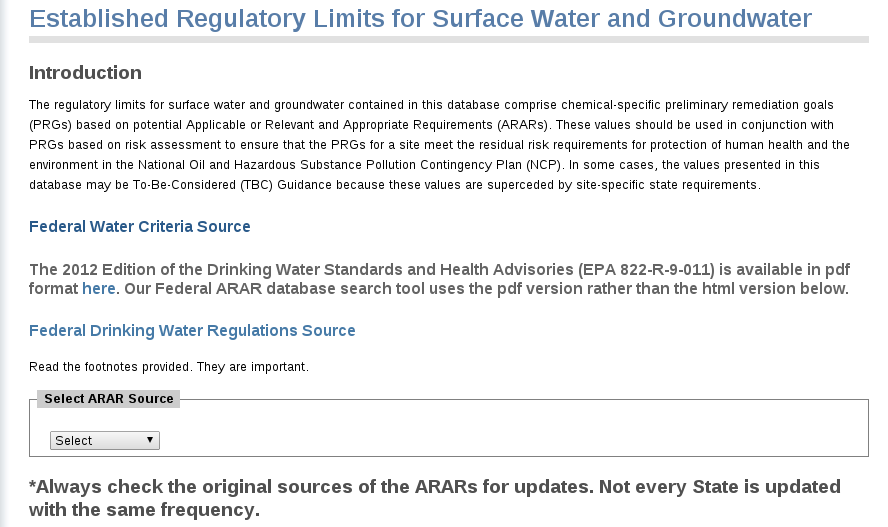 Established Regulatory Limits for Surface Water and Groundwater
Introduction
The regulatory limits for surface water and groundwater contained in this database comprise chemical-specific preliminary remediation goals
(PRGs) based on potential Applicable or Relevant and Appropriate Requirements (ARARs). These values should be used in conjunction with
PRGs based on risk assessment to ensure that the PRGs for a site meet the residual risk requirements for protection of human health and the
environment in the National Oil and Hazardous Substance Pollution Contingency Plan (NCP). In some cases, the values presented in this
database may be To-Be-Considered (TBC) Guidance because these values are superceded by site-specific state requirements.
Federal Water Criteria Source
The 2012 Edition of the Drinking Water Standards and Health Advisories (EPA 822-R-9-011) is available in pdf
format here. Our Federal ARAR database search tool uses the pdf version rather than the html version below.
Federal Drinking Water Regulations Source
Read the footnotes provided. They are important.
Select ARAR Source
Select
*Always check the original sources of the ARARs for updates. Not every State is updated
with the same frequency.